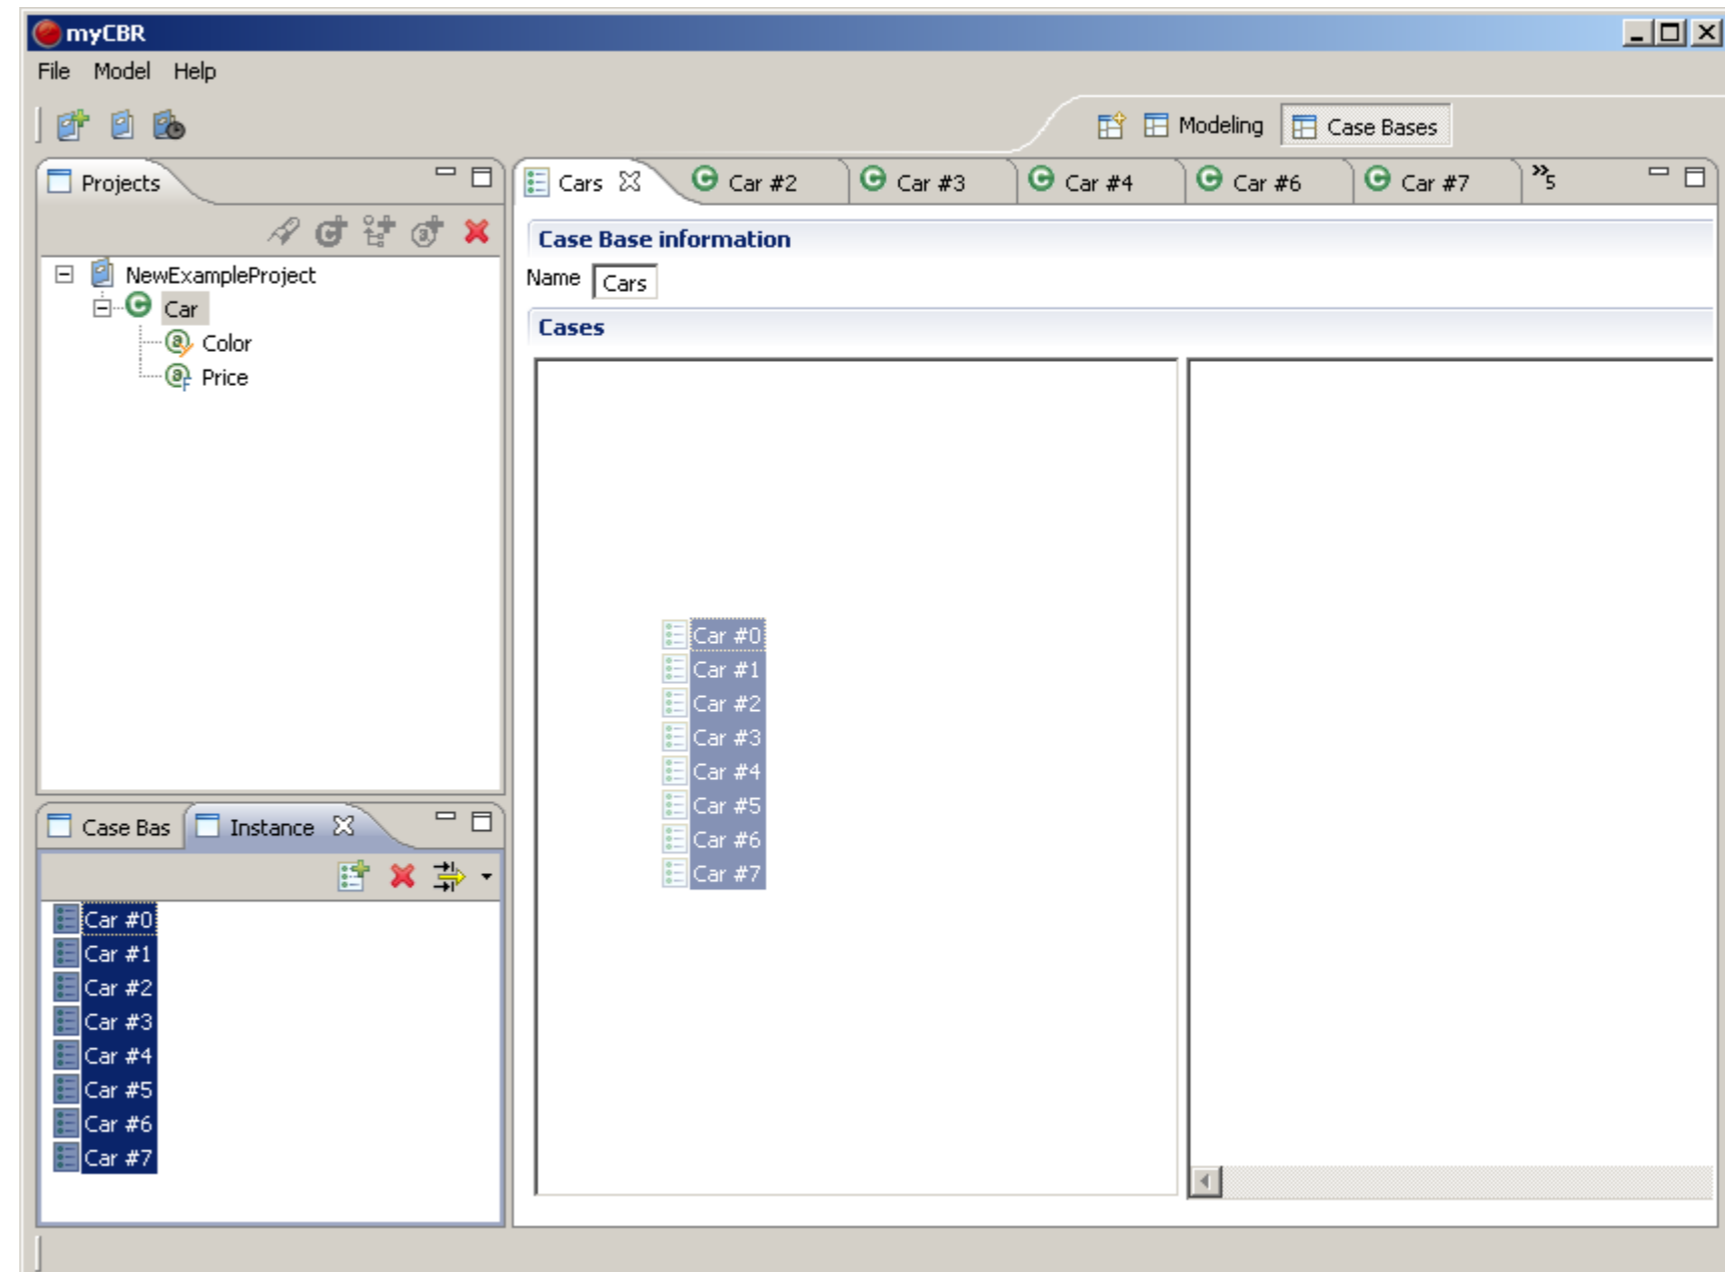 myCBR
File Model Help
Modeling Case Bases
Projects
NewExampleProject
Car
Color
Price
Case Bas Instance
Car #0
Car #1
Car #2
Car #3
Car #4
Car #5
Car #6
Car #7
Cars Car #2 Car #3 Car #4 Car #6 Car #7 »5
Case Base information
Name Cars
Cases
Car #0
Car #1
Car #2
Car #3
Car #4
Car #5
Car #6
Car #7